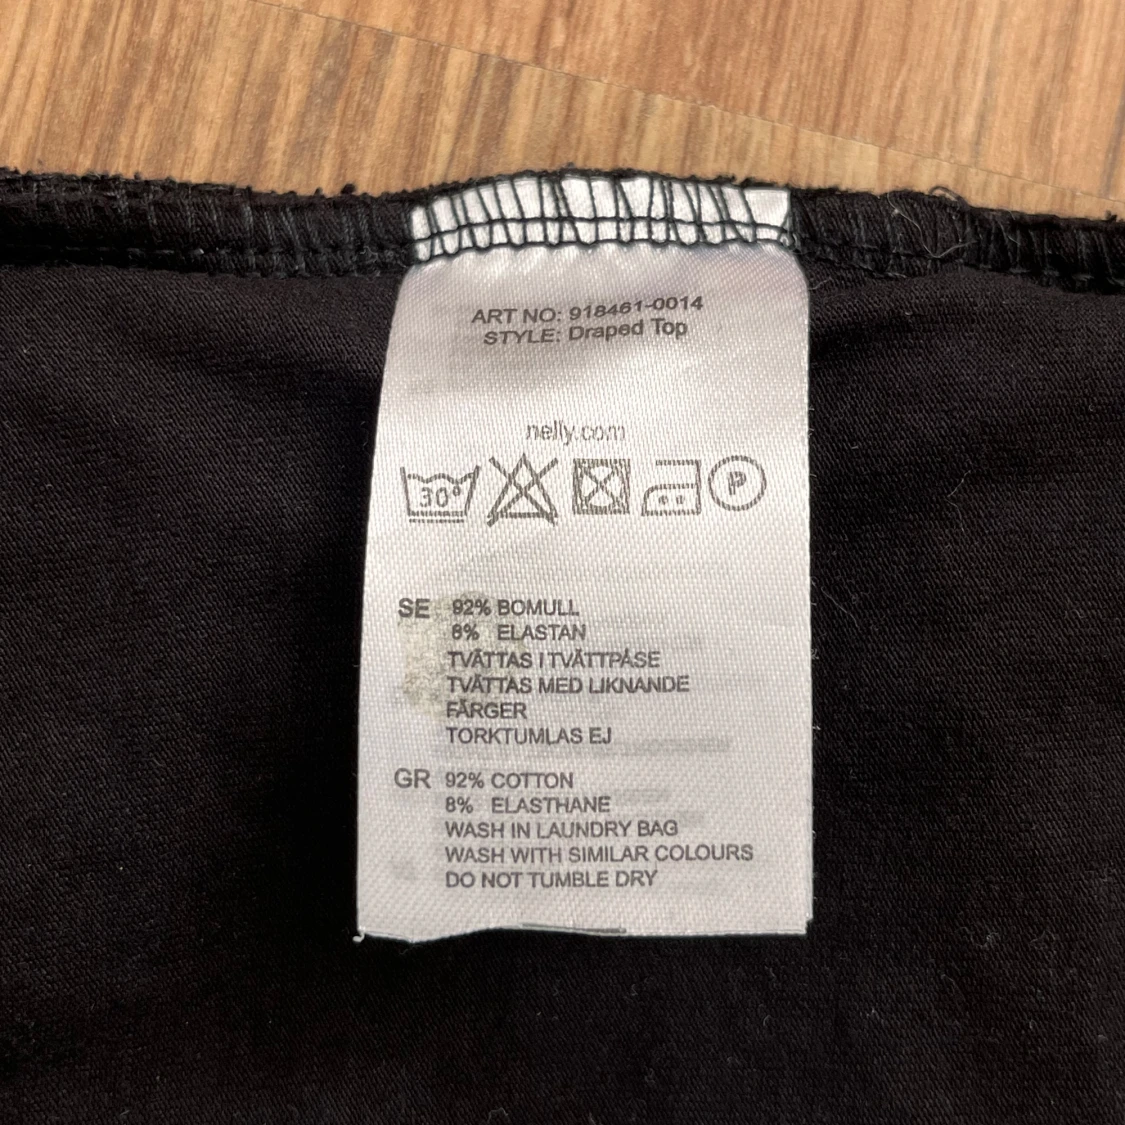 ART NO: 918461-0014
STYLE: Draped Top
nelly.com
30° P
SE 92% BOMULL
8% ELASTAN
TVÄTTAS I TVÄTTPÅSE
TVÄTTAS MED LIKNANDE
FÄRGER
TORKTUMLAS EJ
GR 92% COTTON
8% ELASTHANE
WASH IN LAUNDRY BAG
WASH WITH SIMILAR COLOURS
DO NOT TUMBLE DRY